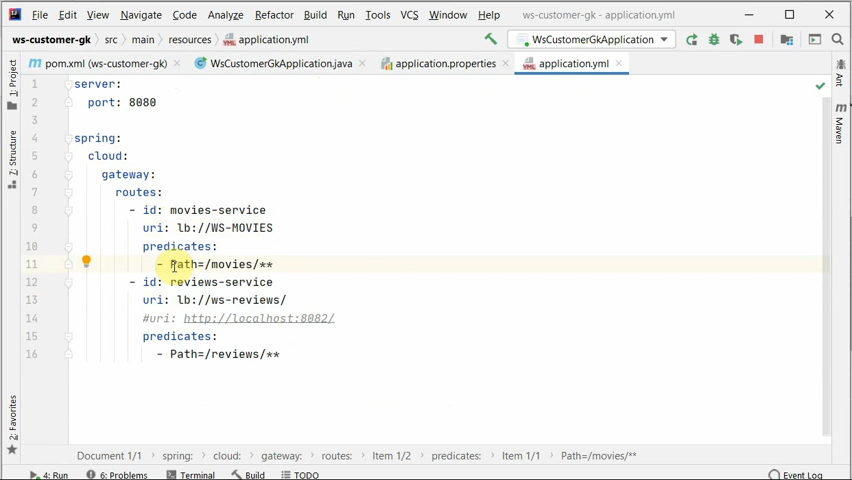 File Edit View Navigate Code Analyze Refactor Build Run Tools VCS Window Help ws-customer-gk - application.yml
ws-customer-gk src main resources application.yml WsCustomerGkApplication
pom.xml (ws-customer-gk) WsCustomerGkApplication.java application.properties application.yml
1 server:
2 port: 8080
3
4 spring:
5 cloud:
6 gateway:
7 routes:
8 - id: movies-service
9 uri: lb://WS-MOVIES
10 predicates:
11 - Path=/movies/**
12 - id: reviews-service
13 uri: lb://ws-reviews/
14 #uri: http://localhost:8082/
15 predicates:
16 - Path=/reviews/**
1: Project
7: Structure
2: Favorites
Ant
Maven
Document 1/1 spring: cloud: gateway: routes: Item 1/2 predicates: Item 1/1 Path=/movies/**
4: Run 6: Problems Terminal Build TODO Event Log